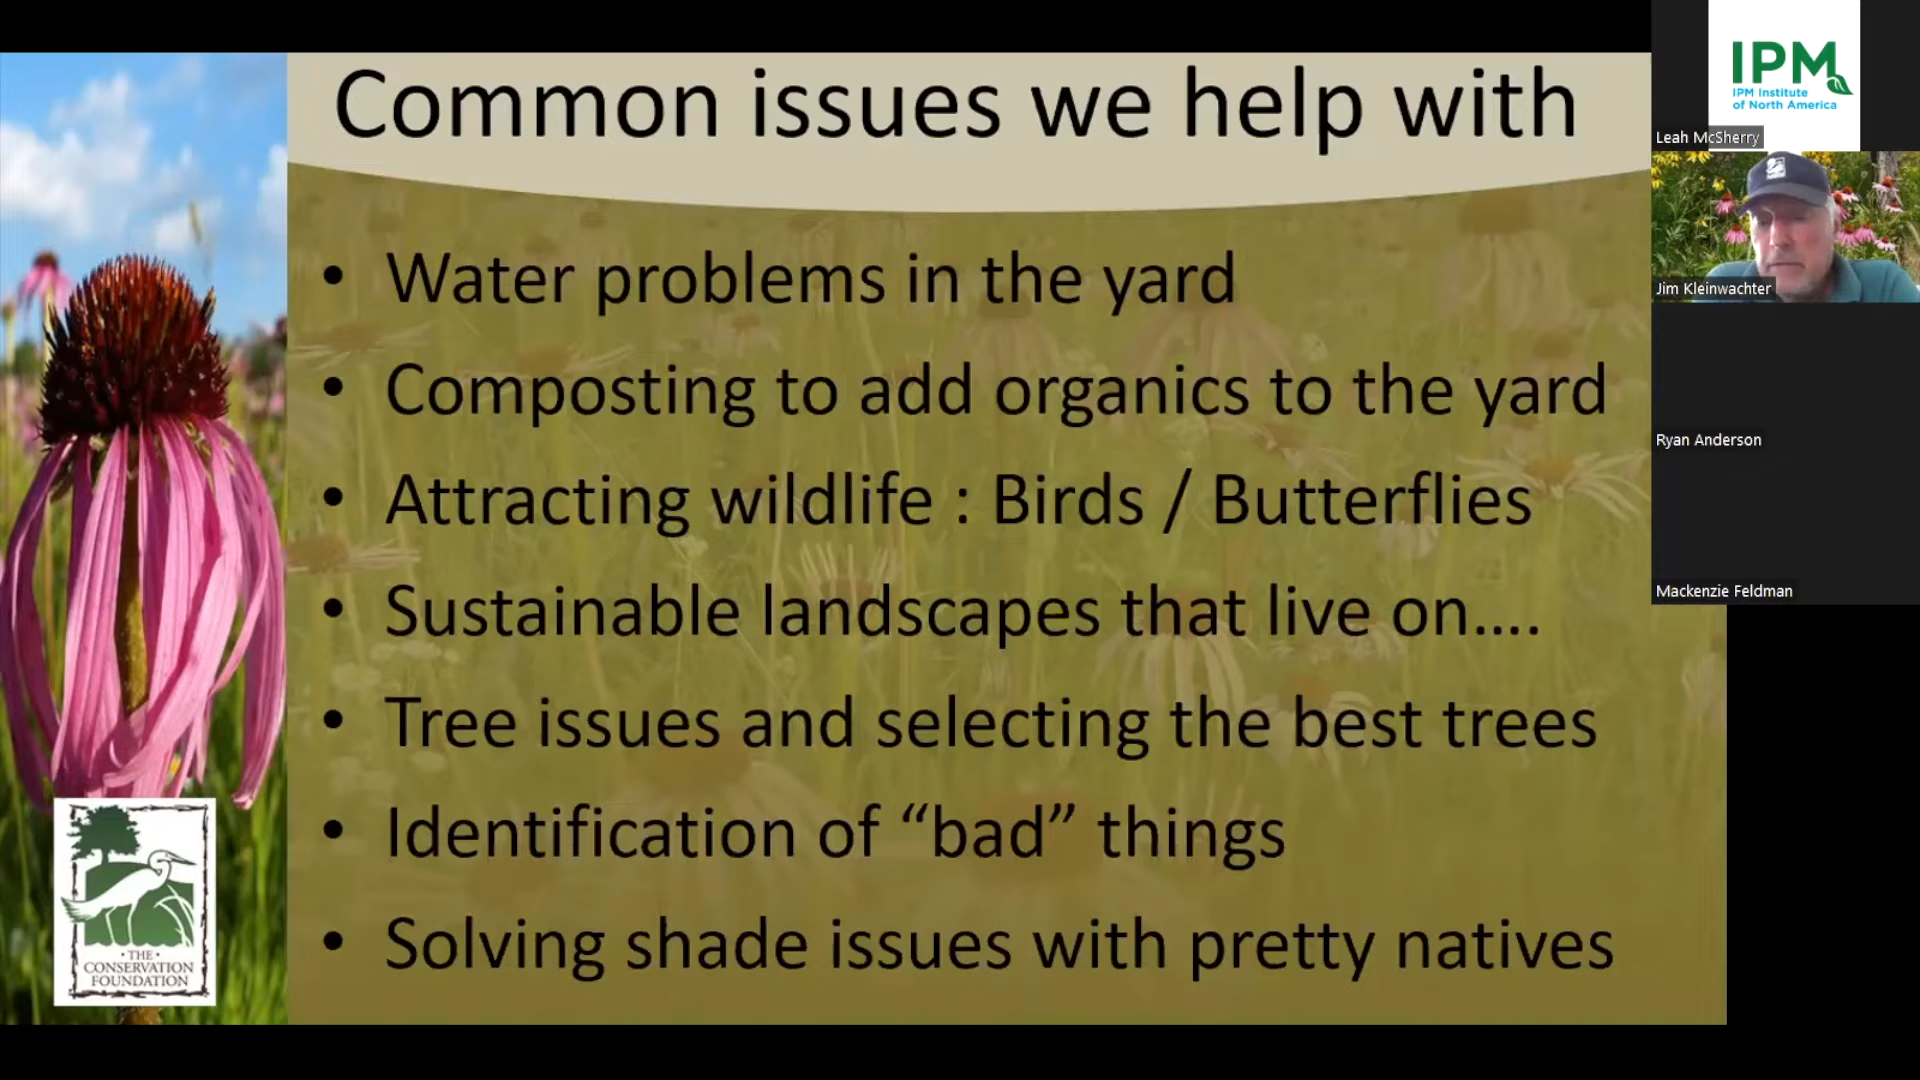 Common issues we help with
• Water problems in the yard
• Composting to add organics to the yard
• Attracting wildlife : Birds / Butterflies
• Sustainable landscapes that live on....
• Tree issues and selecting the best trees
• Identification of “bad” things
• Solving shade issues with pretty natives
• THE •
CONSERVATION
FOUNDATION
IPM
IPM Institute
of North America
Leah McSherry
Jim Kleinwachter
Ryan Anderson
Mackenzie Feldman